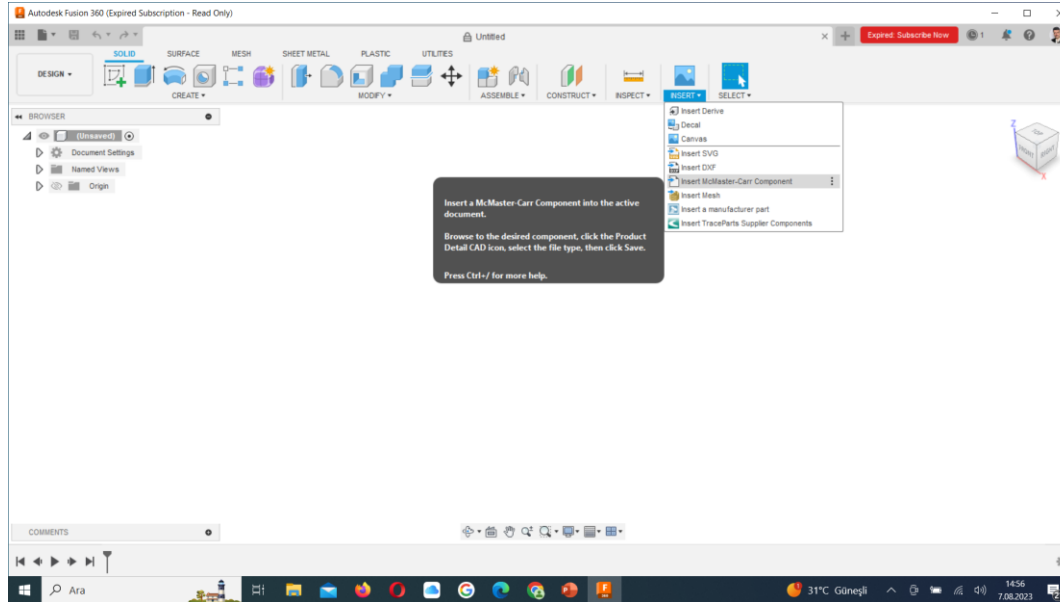 Autodesk Fusion 360 (Expired Subscription - Read Only)
Untitled
Expired: Subscribe Now
1
SOLID
SURFACE
MESH
SHEET METAL
PLASTIC
UTILITIES
DESIGN
CREATE
MODIFY
ASSEMBLE
CONSTRUCT
INSPECT
INSERT
SELECT
BROWSER
(Unsaved)
Document Settings
Named Views
Origin
Insert Derive
Decal
Canvas
Insert SVG
Insert DXF
Insert McMaster-Carr Component
Insert Mesh
Insert a manufacturer part
Insert TraceParts Supplier Components
Insert a McMaster-Carr Component into the active
document.
Browse to the desired component, click the Product
Detail CAD icon, select the file type, then click Save.
Press Ctrl+/ for more help.
Z
TOP
RIGHT
X
COMMENTS
Ara
31°C Güneşli
14:56
7.08.2023